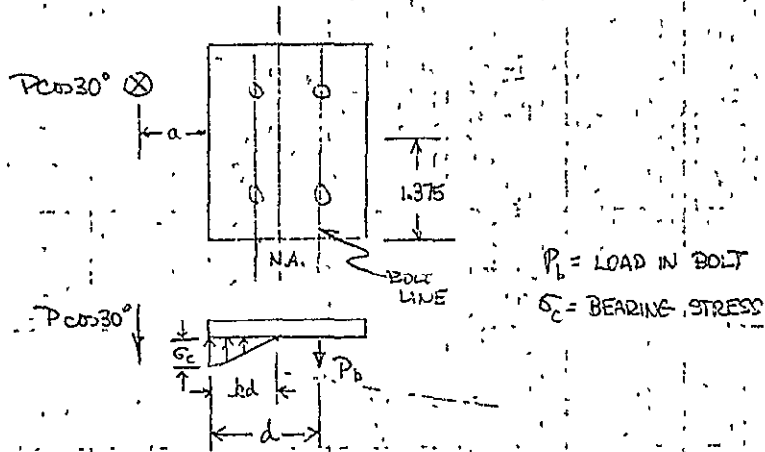 Pcos30° ⊗
a
1.375
N.A.
BOLT
LINE
P_b = LOAD IN BOLT
σ_c = BEARING STRESS
Pcos30°
σ_c
kd
P_b
d